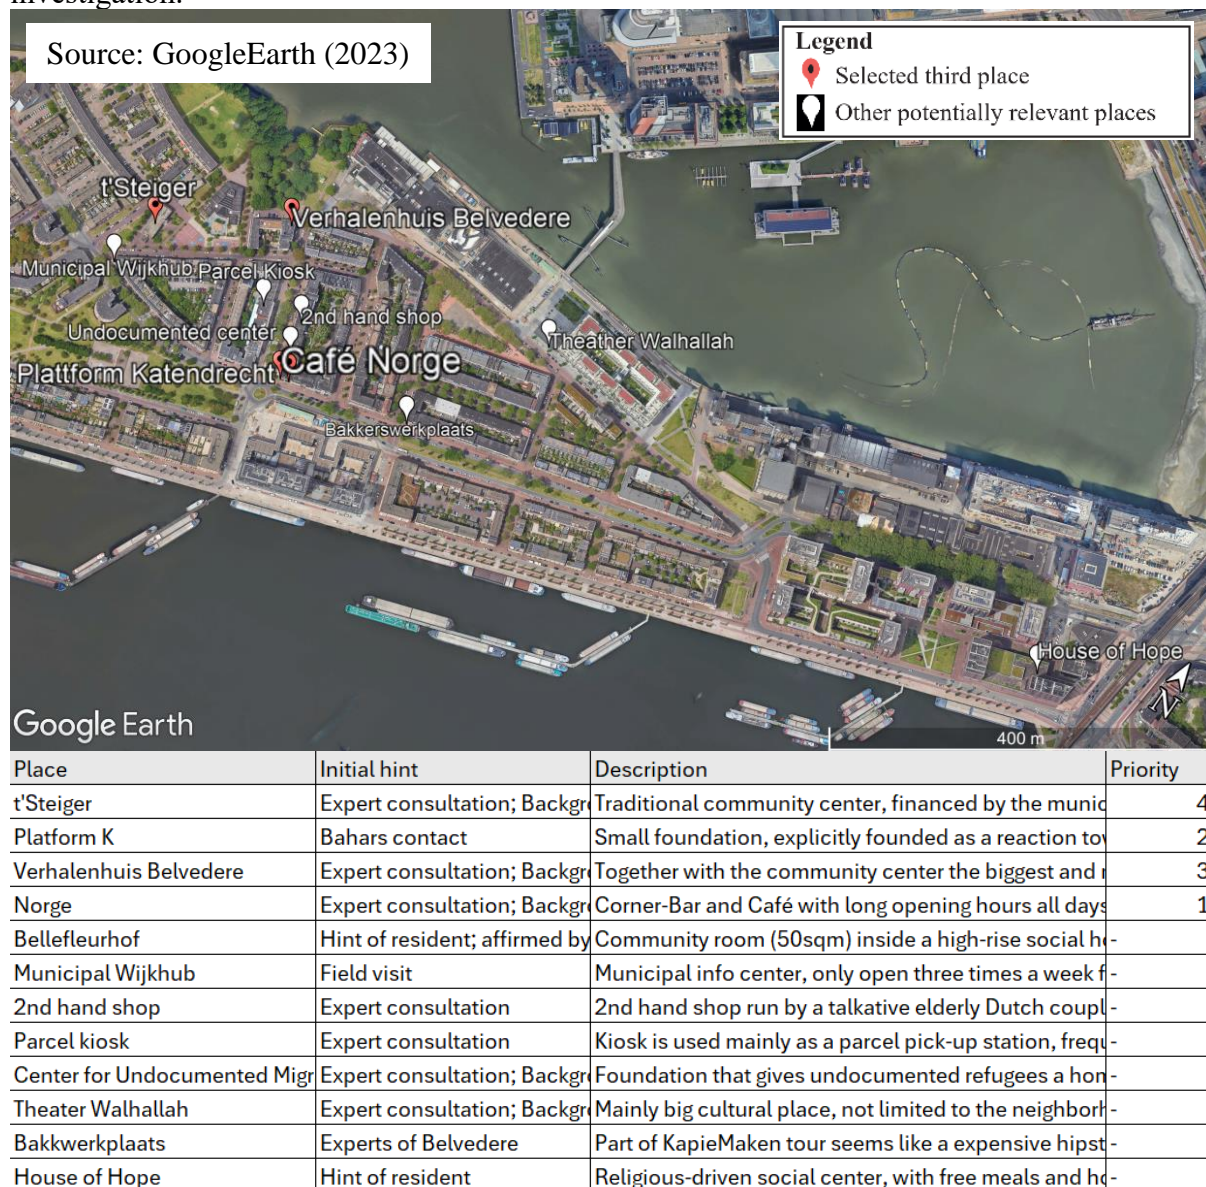 investigation.
Source: GoogleEarth (2023)
Legend
Selected third place
Other potentially relevant places
t'Steiger
Verhalenhuis Belvedere
Municipal Wijkhub
Parcel Kiosk
2nd hand shop
Undocumented center
Theather Walhallah
Café Norge
Plattform Katendrecht
Bakkerswerkplaats
House of Hope
N
Google Earth
400 m
Place Initial hint Description Priority
t'Steiger Expert consultation; Backgr Traditional community center, financed by the munic 4
Platform K Bahars contact Small foundation, explicitly founded as a reaction to 2
Verhalenhuis Belvedere Expert consultation; Backgr Together with the community center the biggest and 3
Norge Expert consultation; Backgr Corner-Bar and Café with long opening hours all days 1
Bellefleurhof Hint of resident; affirmed by Community room (50sqm) inside a high-rise social h -
Municipal Wijkhub Field visit Municipal info center, only open three times a week f -
2nd hand shop Expert consultation 2nd hand shop run by a talkative elderly Dutch coupl -
Parcel kiosk Expert consultation Kiosk is used mainly as a parcel pick-up station, frequ -
Center for Undocumented Migr Expert consultation; Backgr Foundation that gives undocumented refugees a hon -
Theater Walhallah Expert consultation; Backgr Mainly big cultural place, not limited to the neighborh -
Bakkwerkplaats Experts of Belvedere Part of KapieMaken tour seems like a expensive hipst -
House of Hope Hint of resident Religious-driven social center, with free meals and ho -